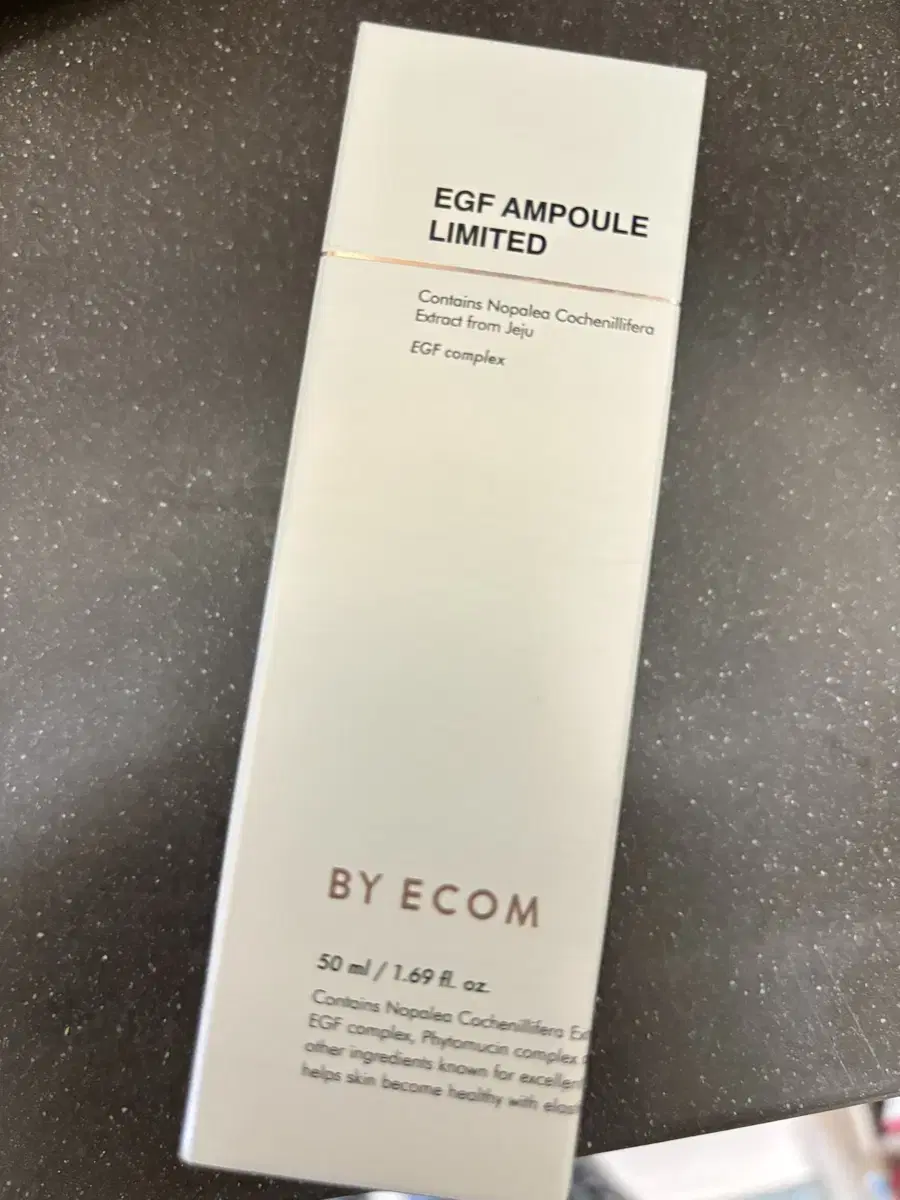 EGF AMPOULE
LIMITED
Contains Nopalea Cochenillifera
Extract from Jeju
EGF complex
BY ECOM
50 ml / 1.69 fl. oz.
Contains Nopalea Cochenillifera
EGF complex, Phytomucin complex
other ingredients known for
helps skin become healthy with